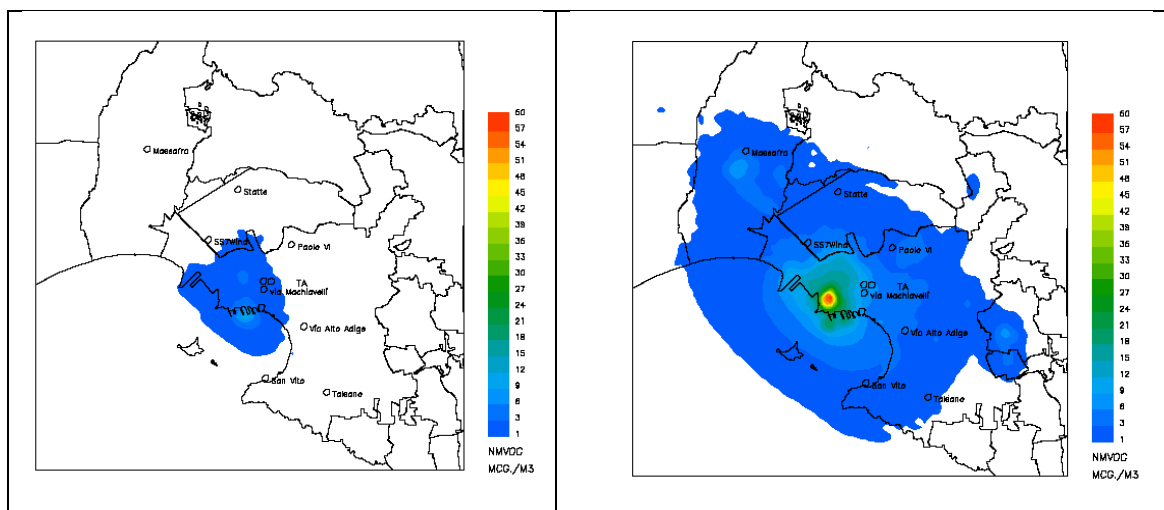 Massafra
Statte
SS7Wind
Paolo VI
TA
via Machiavelli
Via Alto Adige
San Vito
Talsano
60
57
54
51
48
45
42
39
36
33
30
27
24
21
18
15
12
9
6
3
1
NMVOC
MCG./M3
Massafra
Statte
SS7Wind
Paolo VI
TA
via Machiavelli
Via Alto Adige
San Vito
Talsano
60
57
54
51
48
45
42
39
36
33
30
27
24
21
18
15
12
9
6
3
1
NMVOC
MCG./M3